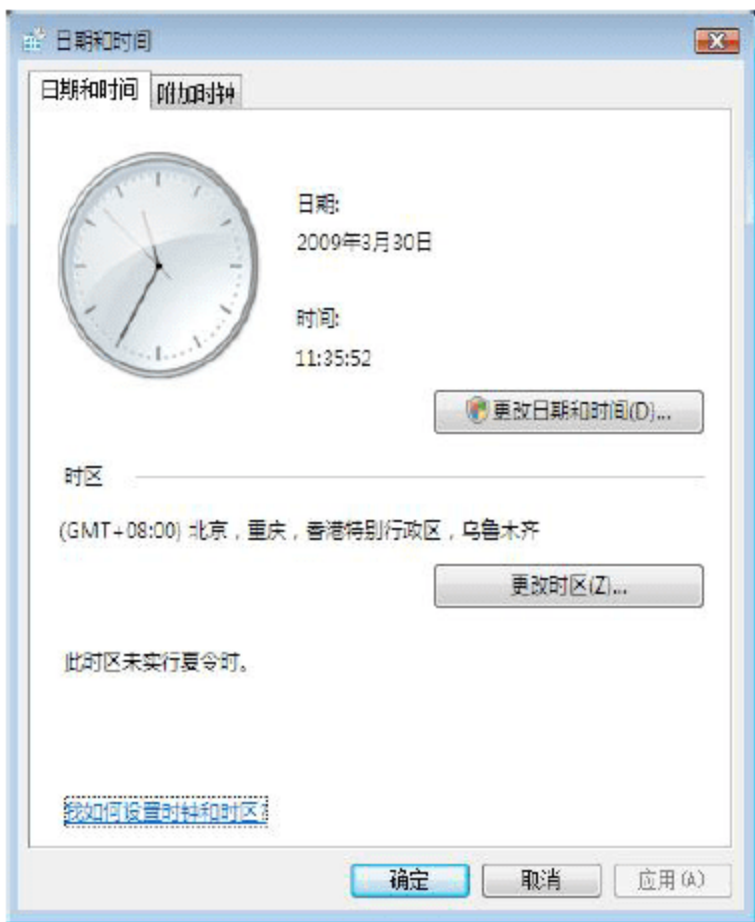 日期和时间
日期和时间 附加时钟
日期:
2009年3月30日
时间:
11:35:52
更改日期和时间(D)...
时区
(GMT+08:00) 北京，重庆，香港特别行政区，乌鲁木齐
更改时区(Z)...
此时区未实行夏令时。
我如何设置时钟和时区?
确定 取消 应用(A)